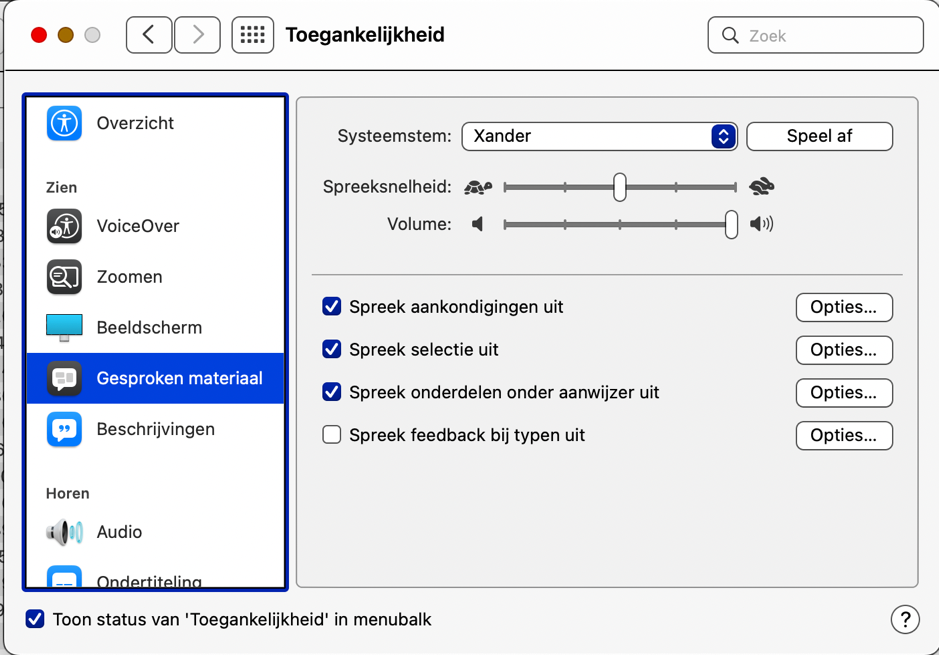 Toegankelijkheid
Zoek
Overzicht
Zien
VoiceOver
Zoomen
Beeldscherm
Gesproken materiaal
Beschrijvingen
Horen
Audio
Ondertiteling
Systeemstem: Xander Speel af
Spreeksnelheid:
Volume:
Spreek aankondigingen uit Opties...
Spreek selectie uit Opties...
Spreek onderdelen onder aanwijzer uit Opties...
Spreek feedback bij typen uit Opties...
Toon status van 'Toegankelijkheid' in menubalk ?